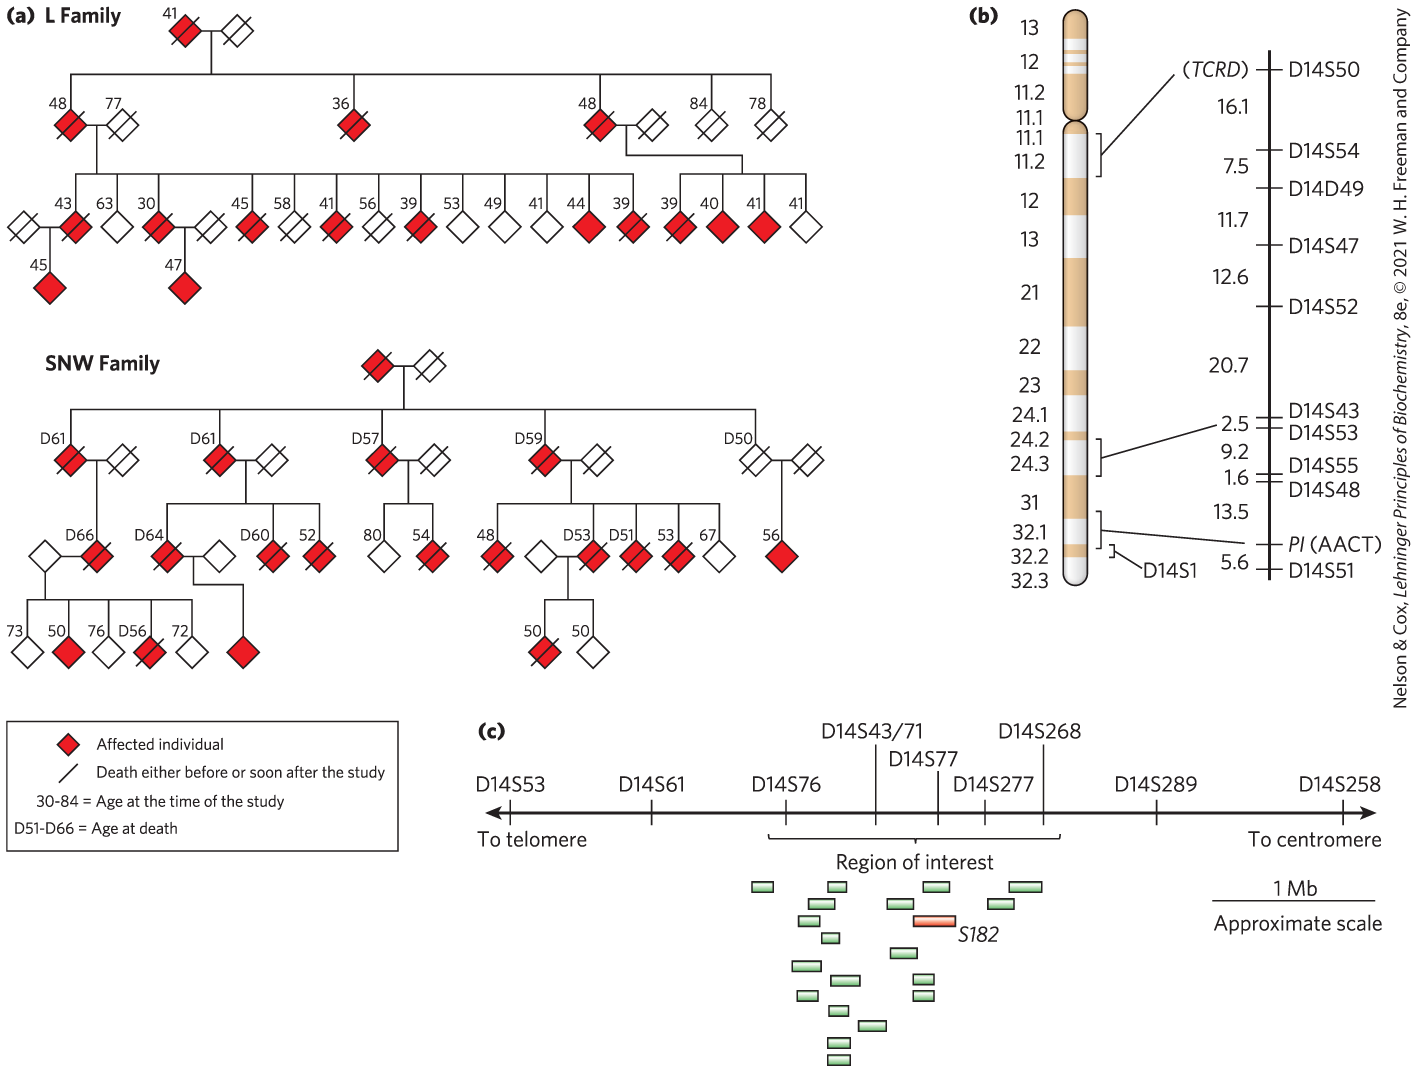 (a) L Family
41
48 77 36 48 84 78
43 63 30 45 58 41 56 39 53 49 41 44 39 39 40 41 41
45 47
SNW Family
D61 D61 D57 D59 D50
D66 D64 D60 52 80 54 48 D53 D51 53 67 56
73 50 76 D56 72 50 50
Affected individual
Death either before or soon after the study
30-84 = Age at the time of the study
D51-D66 = Age at death
(b)
13
12
11.2
11.1
11.1
11.2
12
13
21
22
23
24.1
24.2
24.3
31
32.1
32.2
32.3
(TCRD)
D14S1
D14S50
16.1
D14S54
7.5
D14D49
11.7
D14S47
12.6
D14S52
20.7
D14S43
2.5
D14S53
9.2
D14S55
1.6
D14S48
13.5
PI (AACT)
5.6
D14S51
Nelson & Cox, Lehninger Principles of Biochemistry, 8e, © 2021 W. H. Freeman and Company
(c)
D14S43/71 D14S268
D14S77
D14S53 D14S61 D14S76 D14S277 D14S289 D14S258
To telomere To centromere
Region of interest
1 Mb
Approximate scale
S182